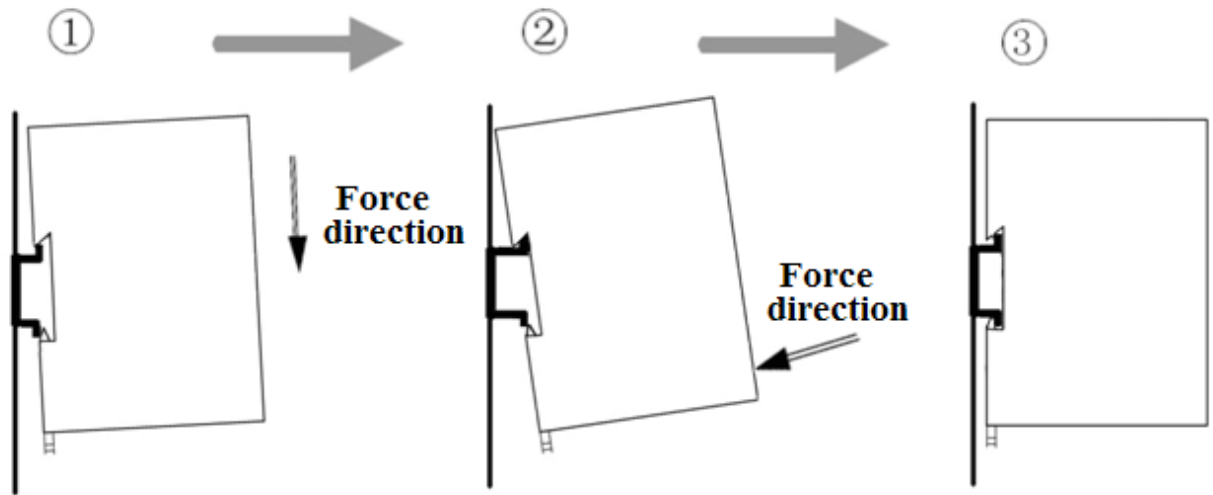 ①
②
③
Force
direction
Force
direction